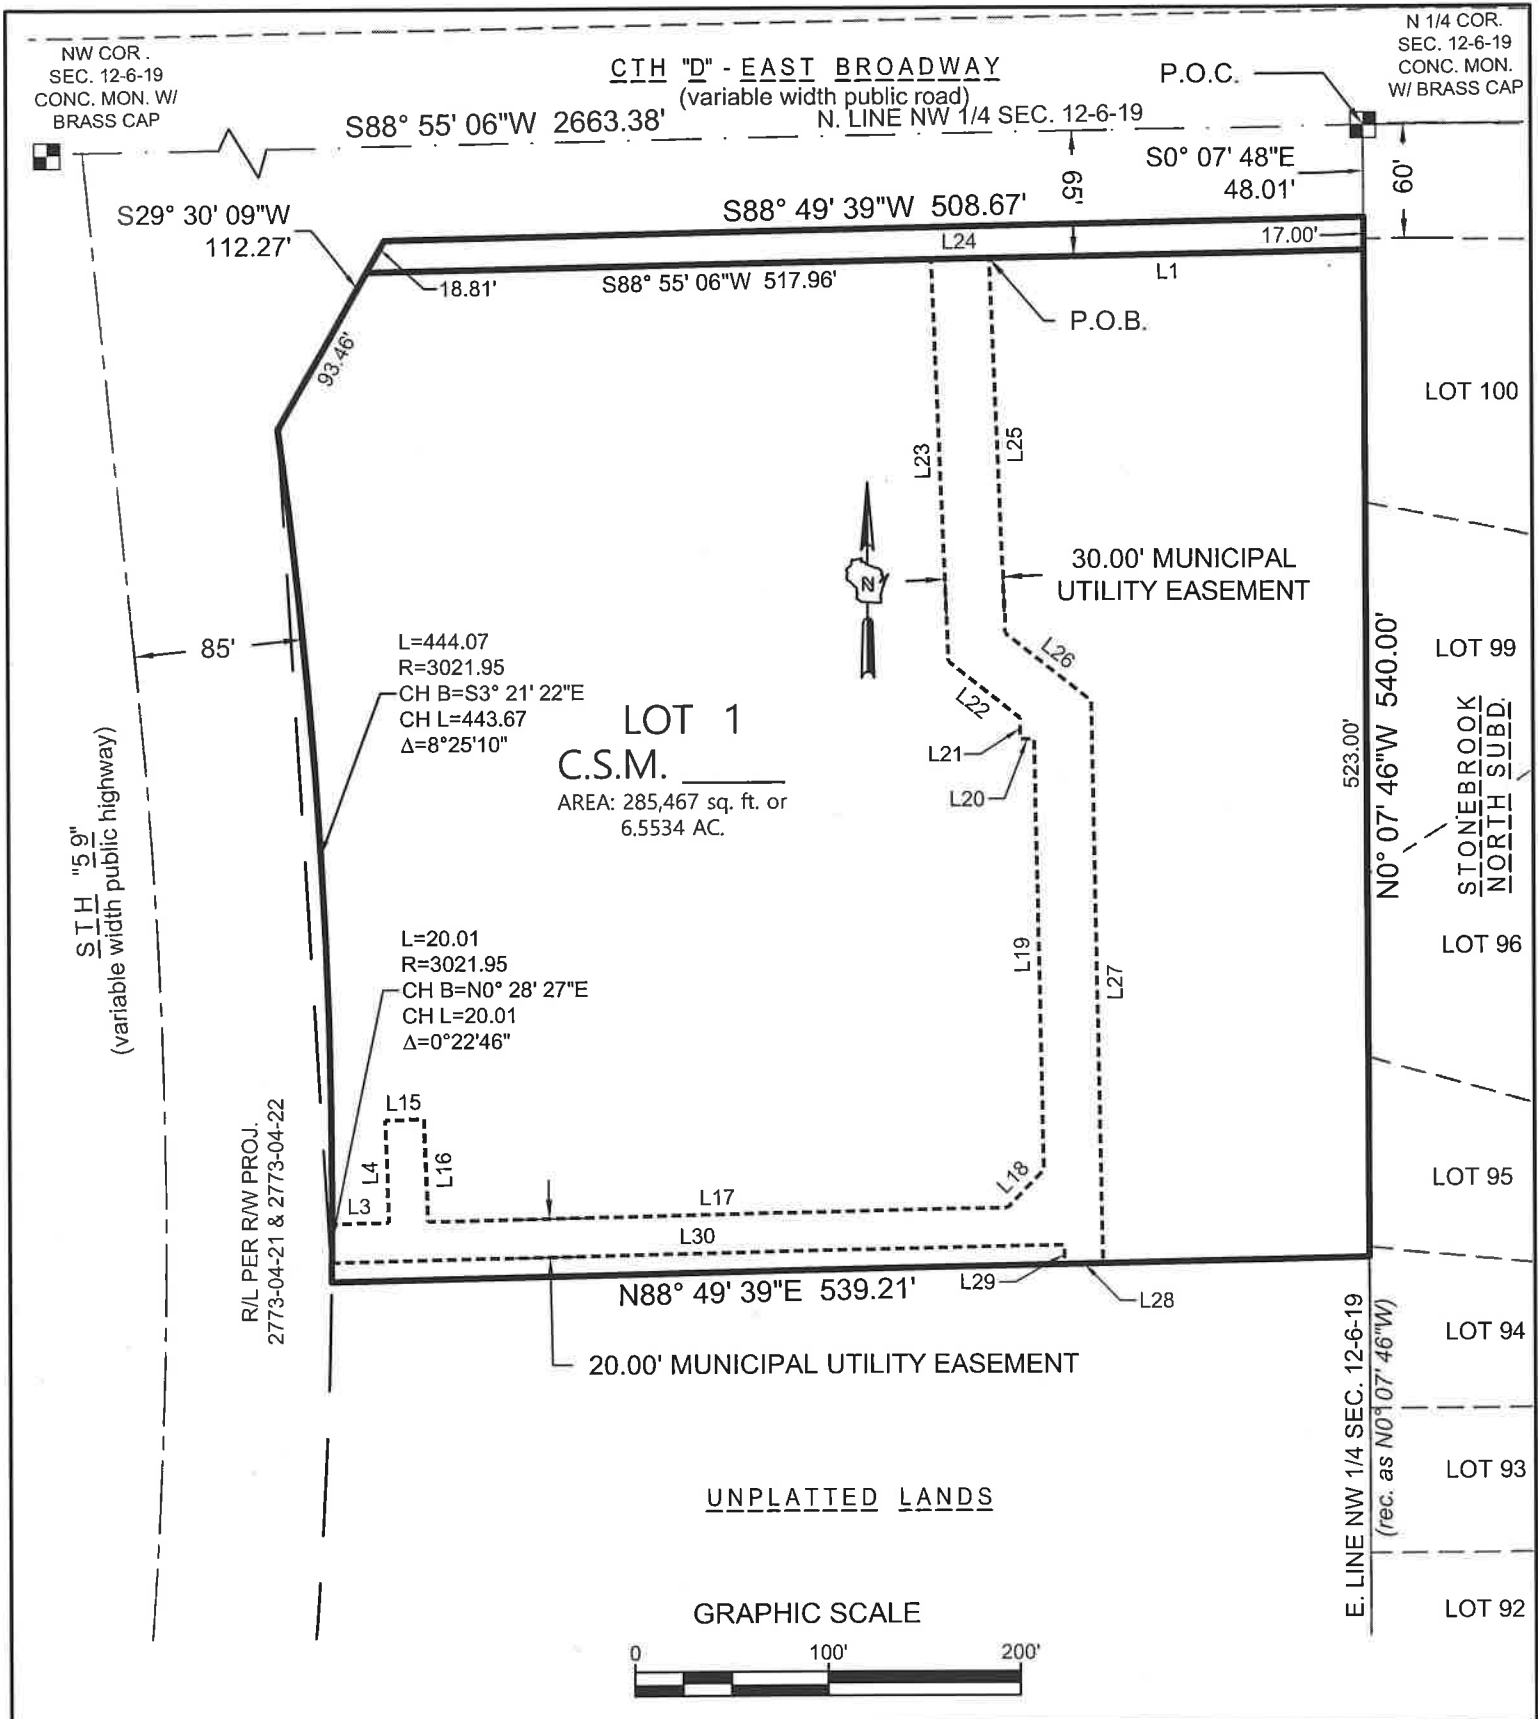 NW COR .
SEC. 12-6-19
CONC. MON. W/
BRASS CAP
CTH "D" - EAST BROADWAY
(variable width public road)
N 1/4 COR.
SEC. 12-6-19
CONC. MON.
W/ BRASS CAP
P.O.C.
S88° 55' 06"W 2663.38'
N. LINE NW 1/4 SEC. 12-6-19
S0° 07' 48"E
48.01'
60'
65'
S29° 30' 09"W
112.27'
S88° 49' 39"W 508.67'
L24
17.00'
18.81'
S88° 55' 06"W 517.96'
L1
P.O.B.
93.46'
LOT 100
L23
L25
N
30.00' MUNICIPAL
UTILITY EASEMENT
85'
L=444.07
R=3021.95
CH B=S3° 21' 22"E
CH L=443.67
Δ=8°25'10"
L26
L22
LOT 99
LOT 1
C.S.M. ______
AREA: 285,467 sq. ft. or
6.5534 AC.
L21
L20
523.00'
N0° 07' 46"W 540.00'
STONEBROOK
NORTH SUBD.
STH "59"
(variable width public highway)
L=20.01
R=3021.95
CH B=N0° 28' 27"E
CH L=20.01
Δ=0°22'46"
L19
L27
LOT 96
L15
L4
L16
L3
L17
L18
LOT 95
L30
R/L PER R/W PROJ.
2773-04-21 & 2773-04-22
N88° 49' 39"E 539.21'
L29
L28
20.00' MUNICIPAL UTILITY EASEMENT
E. LINE NW 1/4 SEC. 12-6-19
(rec. as N0° 07' 46"W)
LOT 94
LOT 93
UNPLATTED LANDS
LOT 92
GRAPHIC SCALE
0 100' 200'